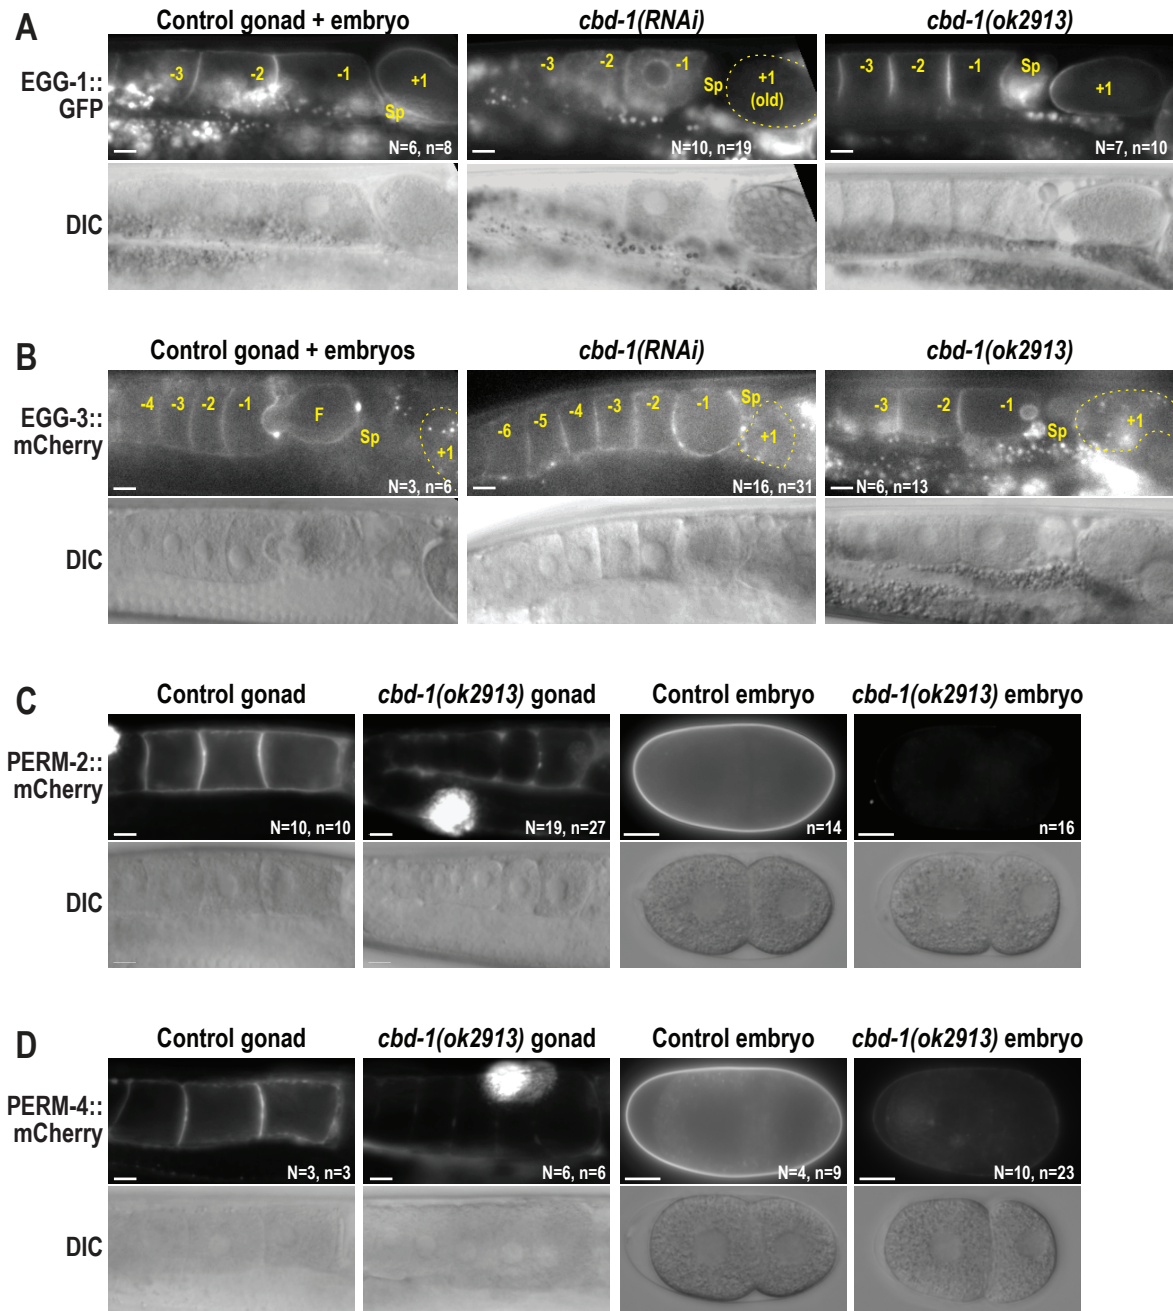 A
Control gonad + embryo
cbd-1(RNAi)
cbd-1(ok2913)
EGG-1::
GFP
-3
-2
-1
+1
Sp
N=6, n=8
-3
-2
-1
Sp
+1
(old)
N=10, n=19
-3
-2
-1
Sp
+1
N=7, n=10
DIC
B
Control gonad + embryos
cbd-1(RNAi)
cbd-1(ok2913)
EGG-3::
mCherry
-4
-3
-2
-1
F
Sp
+1
N=3, n=6
-6
-5
-4
-3
-2
-1
Sp
+1
N=16, n=31
-3
-2
-1
Sp
+1
N=6, n=13
DIC
C
Control gonad
cbd-1(ok2913) gonad
Control embryo
cbd-1(ok2913) embryo
PERM-2::
mCherry
N=10, n=10
N=19, n=27
n=14
n=16
DIC
D
Control gonad
cbd-1(ok2913) gonad
Control embryo
cbd-1(ok2913) embryo
PERM-4::
mCherry
N=3, n=3
N=6, n=6
N=4, n=9
N=10, n=23
DIC